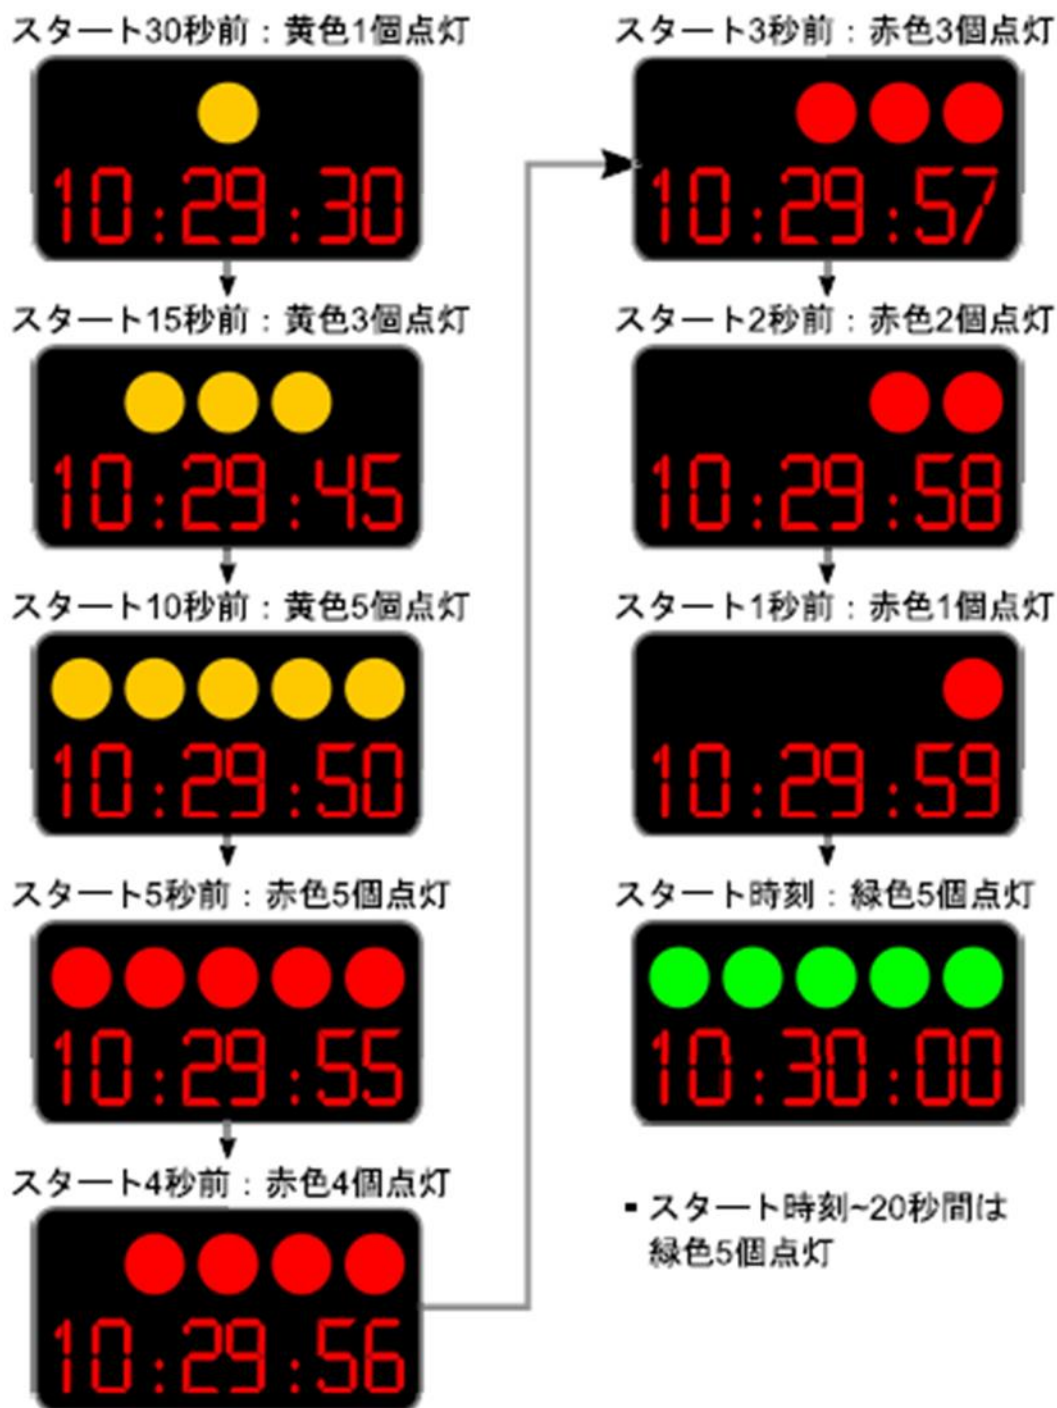 スタート30秒前：黄色1個点灯
10:29:30
スタート15秒前：黄色3個点灯
10:29:45
スタート10秒前：黄色5個点灯
10:29:50
スタート5秒前：赤色5個点灯
10:29:55
スタート4秒前：赤色4個点灯
10:29:56
スタート3秒前：赤色3個点灯
10:29:57
スタート2秒前：赤色2個点灯
10:29:58
スタート1秒前：赤色1個点灯
10:29:59
スタート時刻：緑色5個点灯
10:30:00
▪ スタート時刻~20秒間は
緑色5個点灯